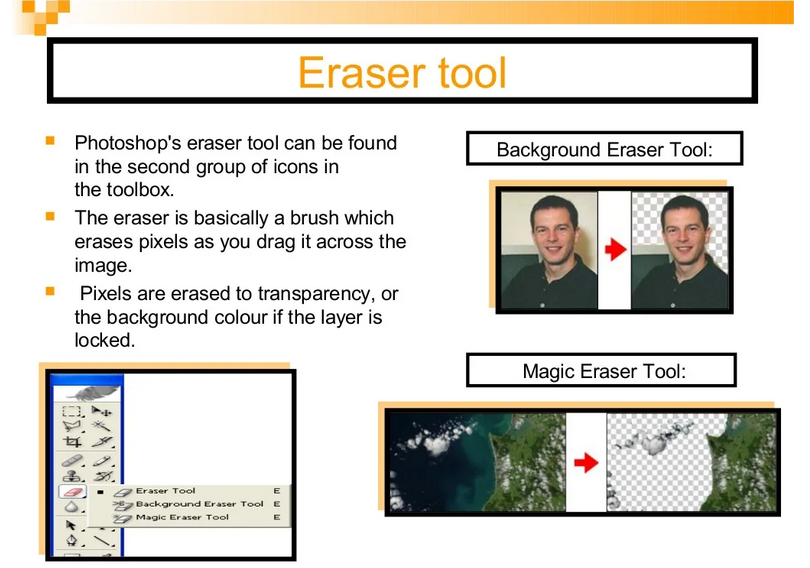 Eraser tool
Photoshop's eraser tool can be found
in the second group of icons in
the toolbox.
The eraser is basically a brush which
erases pixels as you drag it across the
image.
Pixels are erased to transparency, or
the background colour if the layer is
locked.
Background Eraser Tool:
Magic Eraser Tool:
Eraser Tool E
Background Eraser Tool E
Magic Eraser Tool E